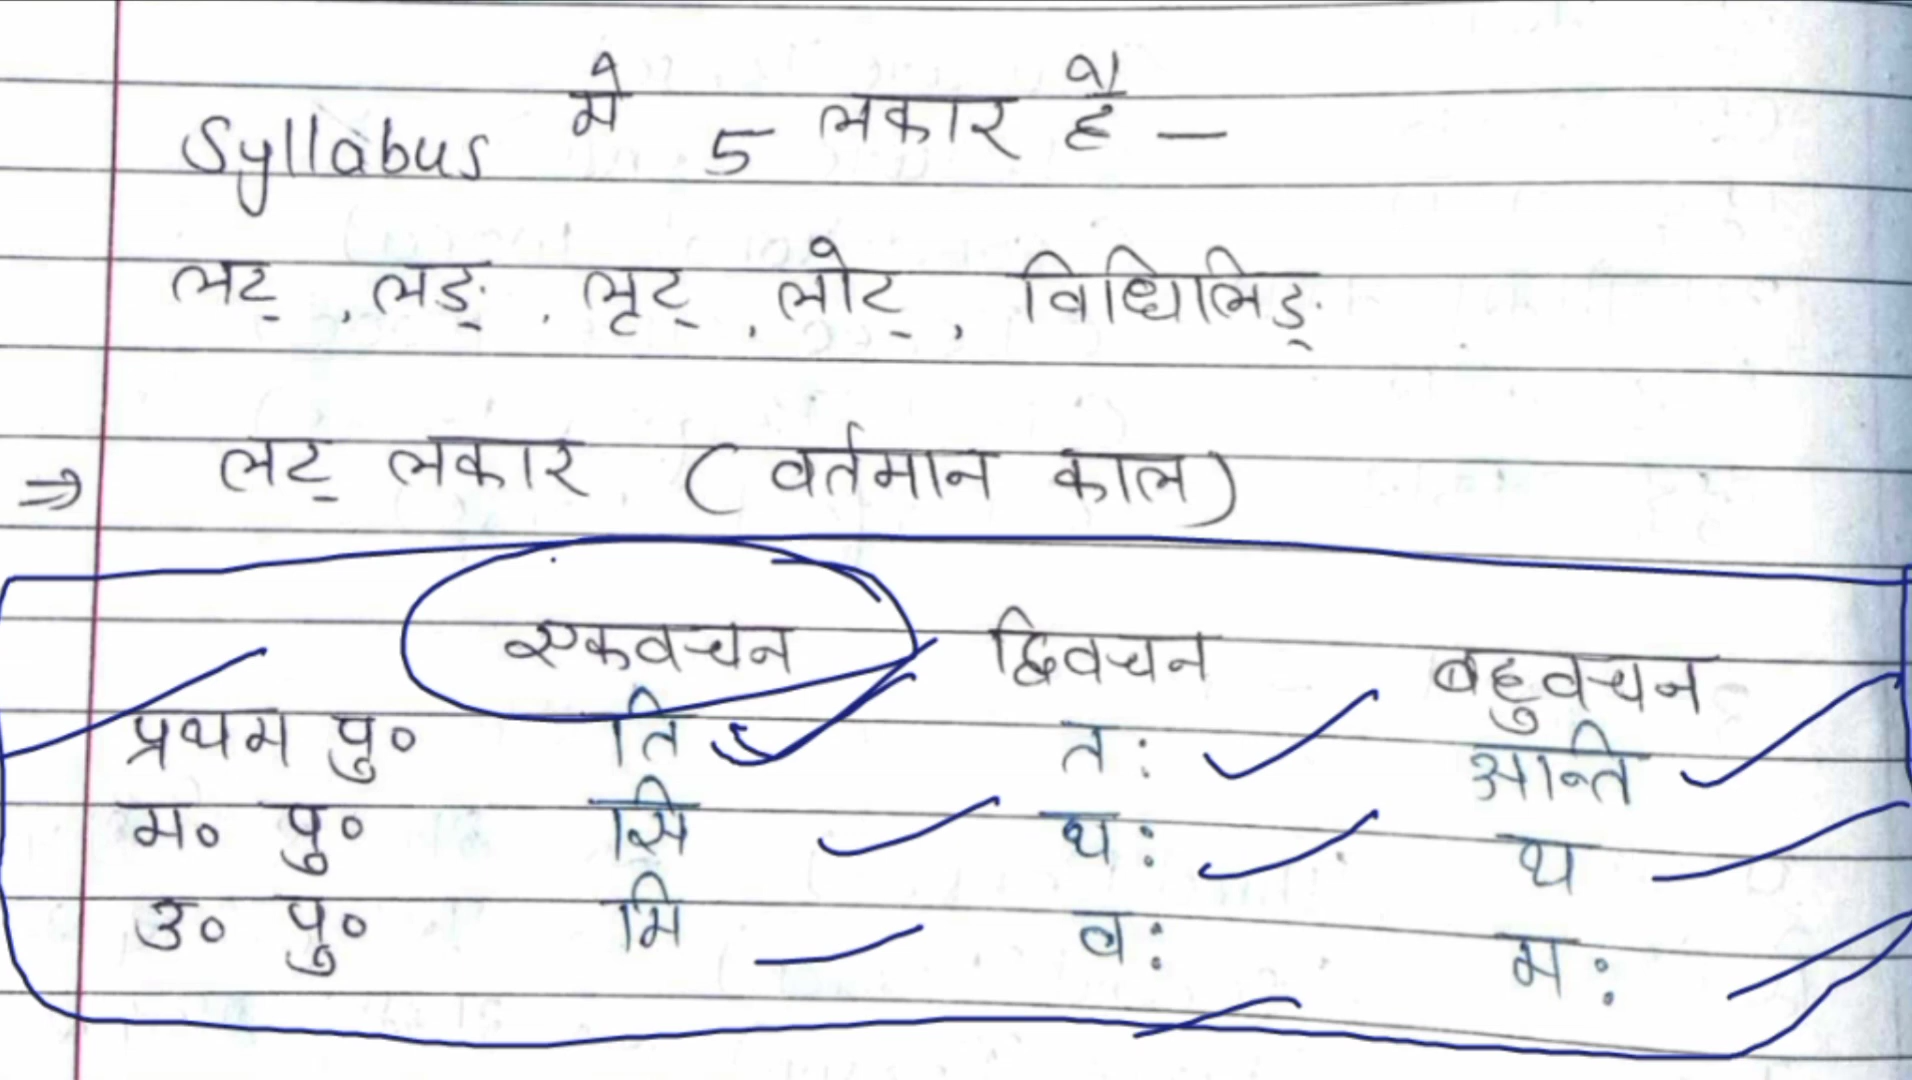 Syllabus मे 5 लकार है —
लट् , लङ् , लृट् , लोट् , विधिलिङ्
⇒ लट् लकार (वर्तमान काल)
एकवचन द्विवचन बहुवचन
प्रथम पु० ति तः अन्ति
म० पु० सि थः थ
उ० पु० मि वः मः